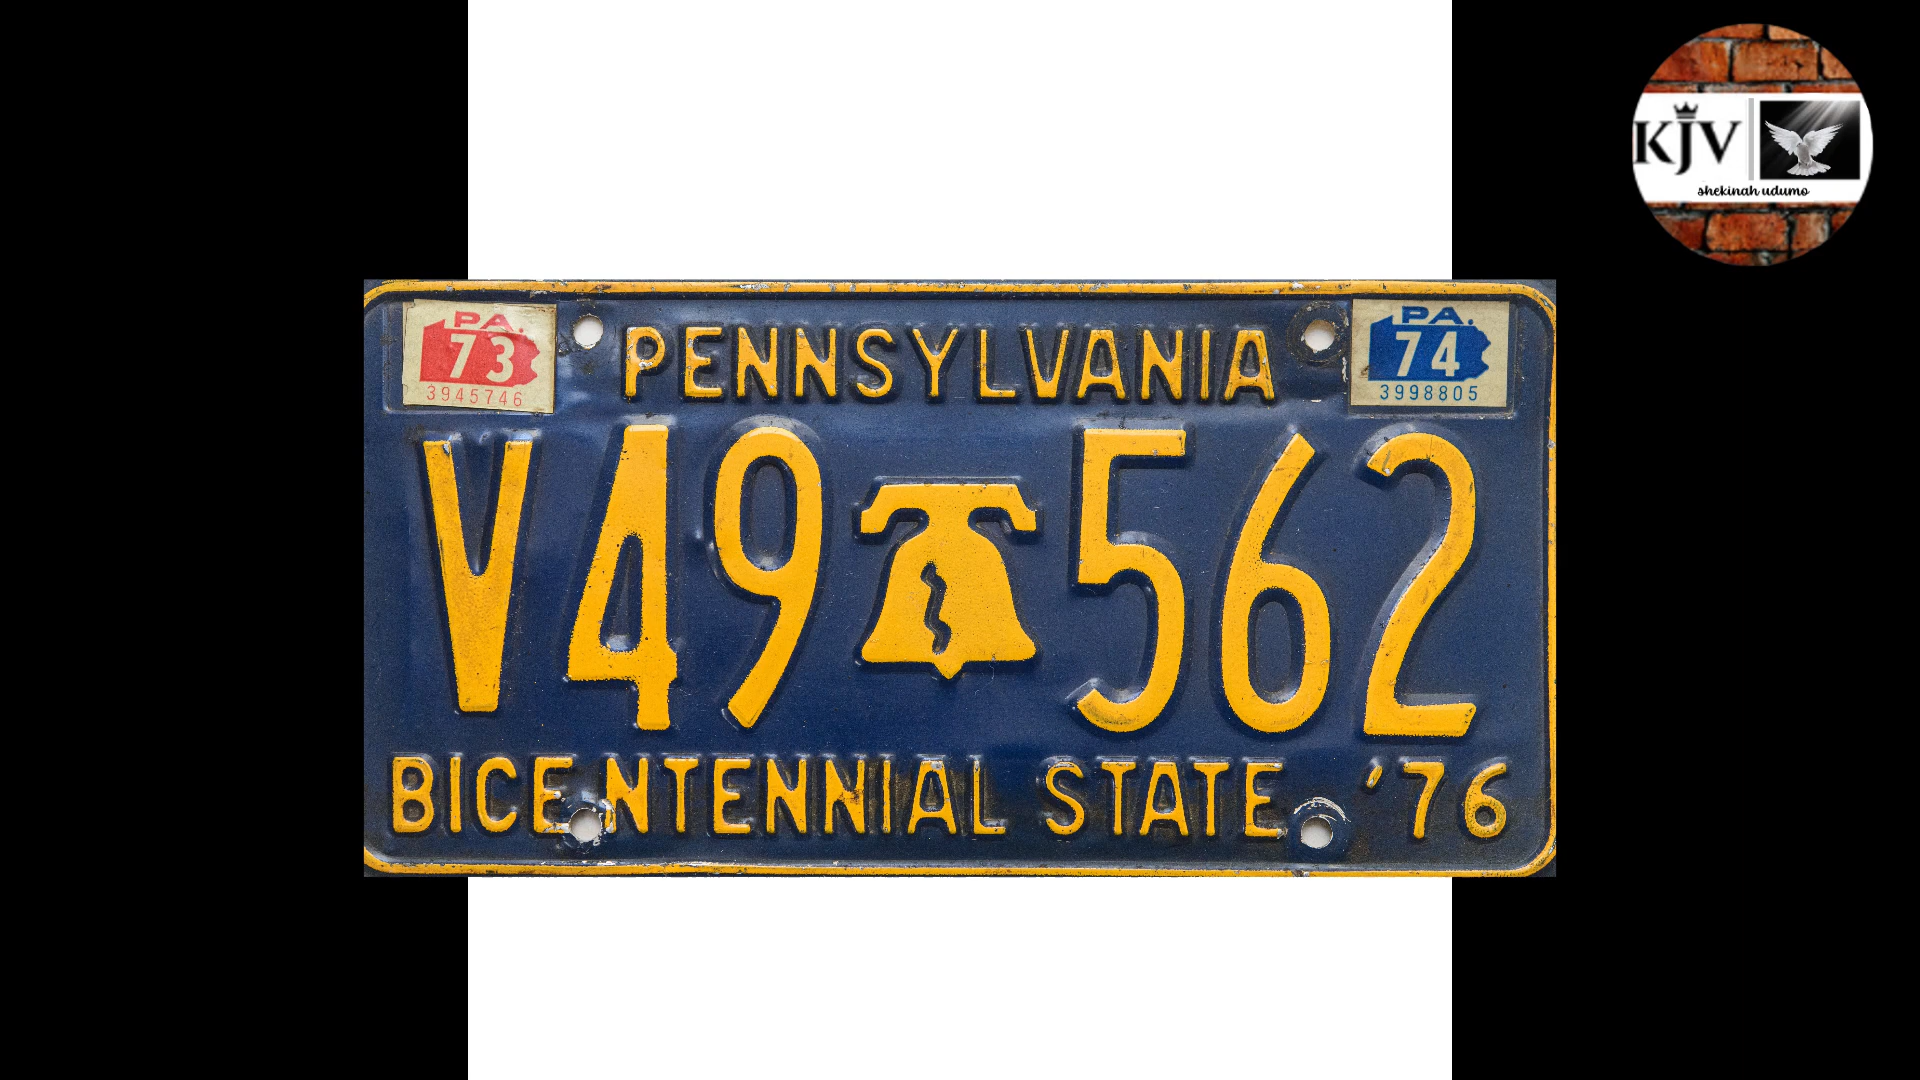 KJV
shekinah udumo
PA.
73
3945746
PENNSYLVANIA
PA.
74
3998805
V49 562
BICENTENNIAL STATE '76